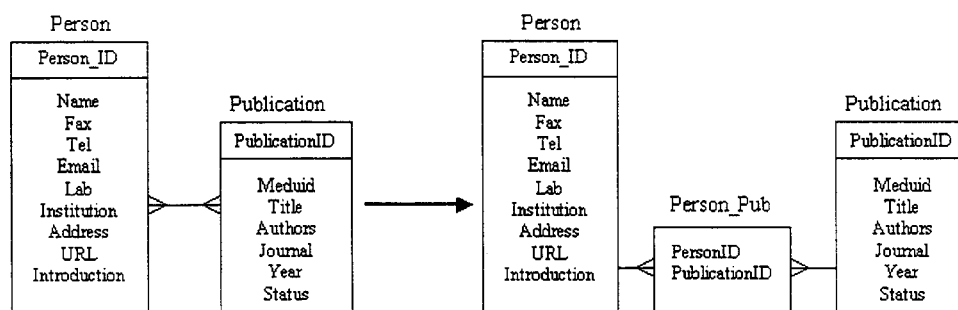 Person
Person_ID
Name
Fax
Tel
Email
Lab
Institution
Address
URL
Introduction
Publication
PublicationID
Meduid
Title
Authors
Journal
Year
Status
Person
Person_ID
Name
Fax
Tel
Email
Lab
Institution
Address
URL
Introduction
Person_Pub
PersonID
PublicationID
Publication
PublicationID
Meduid
Title
Authors
Journal
Year
Status